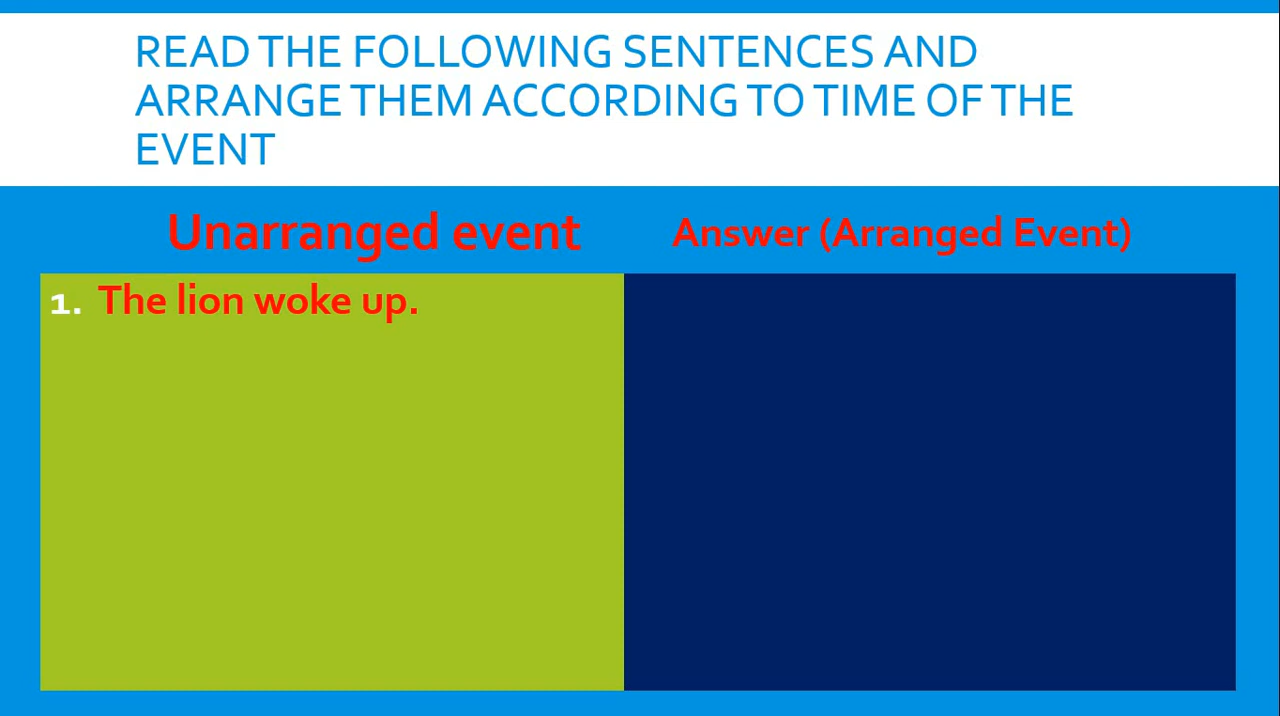 READ THE FOLLOWING SENTENCES AND
ARRANGE THEM ACCORDING TO TIME OF THE
EVENT
Unarranged event
Answer (Arranged Event)
1. The lion woke up.